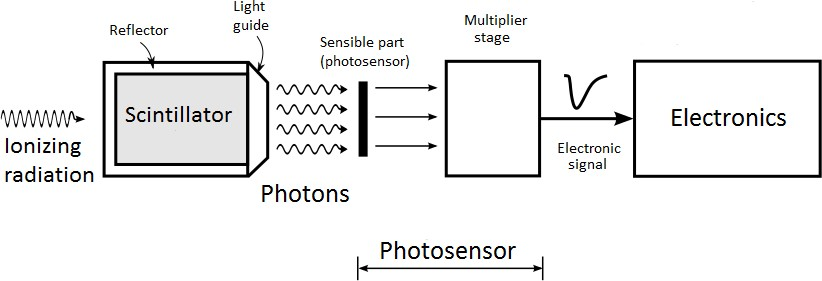 Light
guide
Reflector
Multiplier
stage
Sensible part
(photosensor)
Scintillator
Electronics
Ionizing
radiation
Electronic
signal
Photons
Photosensor